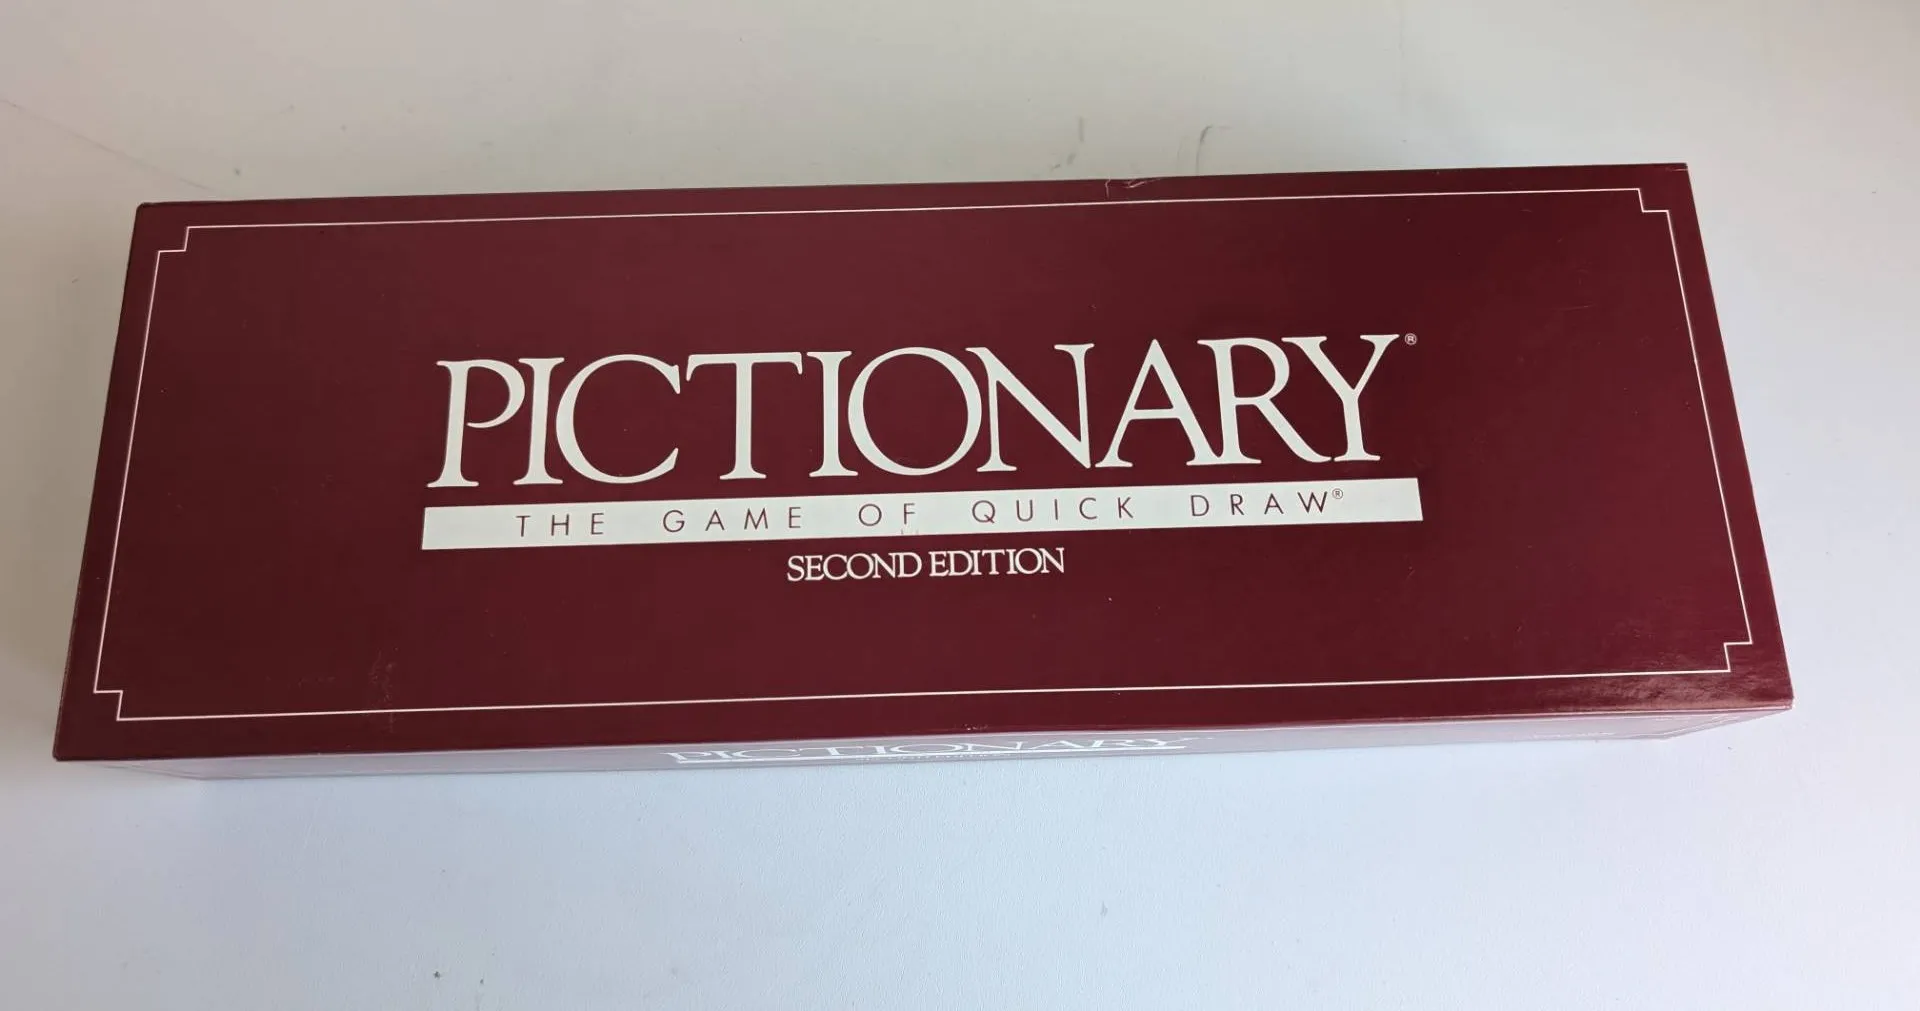 PICTIONARY®
THE GAME OF QUICK DRAW®
SECOND EDITION
PICTIONARY